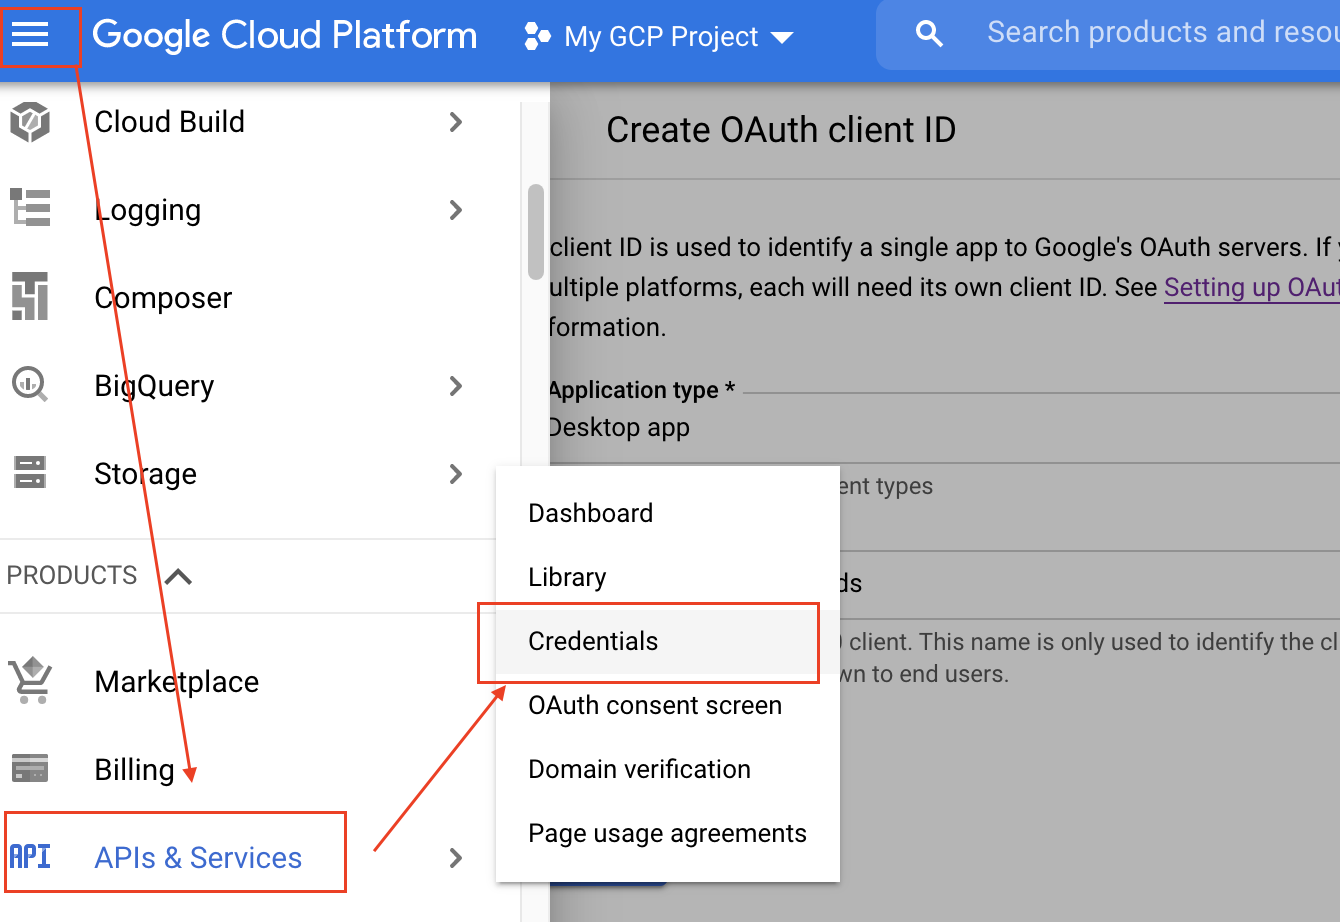 Google Cloud Platform My GCP Project Search products and resou
Cloud Build
Logging
Composer
BigQuery
Storage
PRODUCTS
Marketplace
Billing
API APIs & Services
Create OAuth client ID
client ID is used to identify a single app to Google's OAuth servers. If
ultiple platforms, each will need its own client ID. See Setting up OAut
formation.
Application type *
Desktop app
ent types
ds
client. This name is only used to identify the cl
wn to end users.
Dashboard
Library
Credentials
OAuth consent screen
Domain verification
Page usage agreements